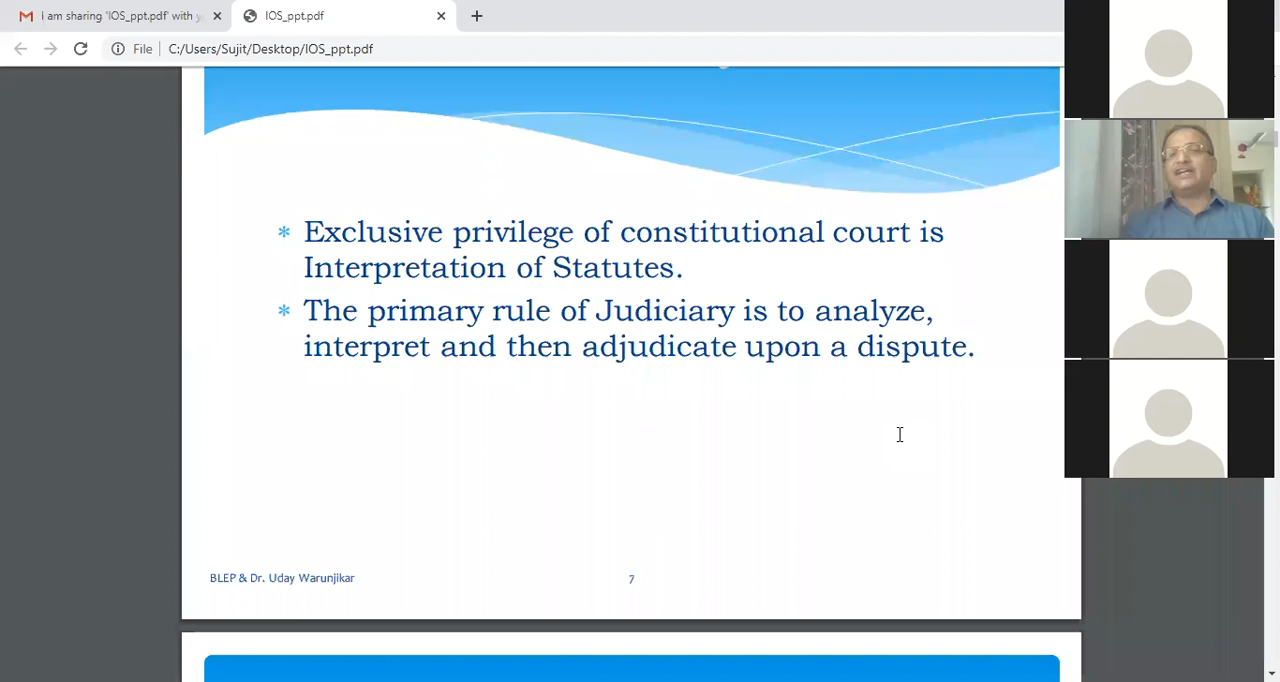 I am sharing 'IOS_ppt.pdf' with
IOS_ppt.pdf
File
C:/Users/Sujit/Desktop/IOS_ppt.pdf
* Exclusive privilege of constitutional court is
Interpretation of Statutes.
* The primary rule of Judiciary is to analyze,
interpret and then adjudicate upon a dispute.
BLEP & Dr. Uday Warunjikar
7